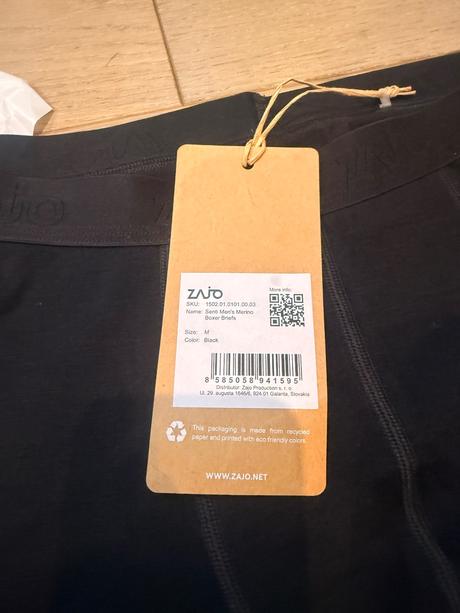 zajo
ZAJO
More info:
SKU: 1502.01.0101.00.03
Name: Senti Men's Merino
Boxer Briefs
Size: M
Color: Black
8 585058 941595
Distributor: Zajo Production s. r. o.
Ul. 29. augusta 1646/6, 924 01 Galanta, Slovakia
This packaging is made from recycled
paper and printed with eco friendly colors.
WWW.ZAJO.NET